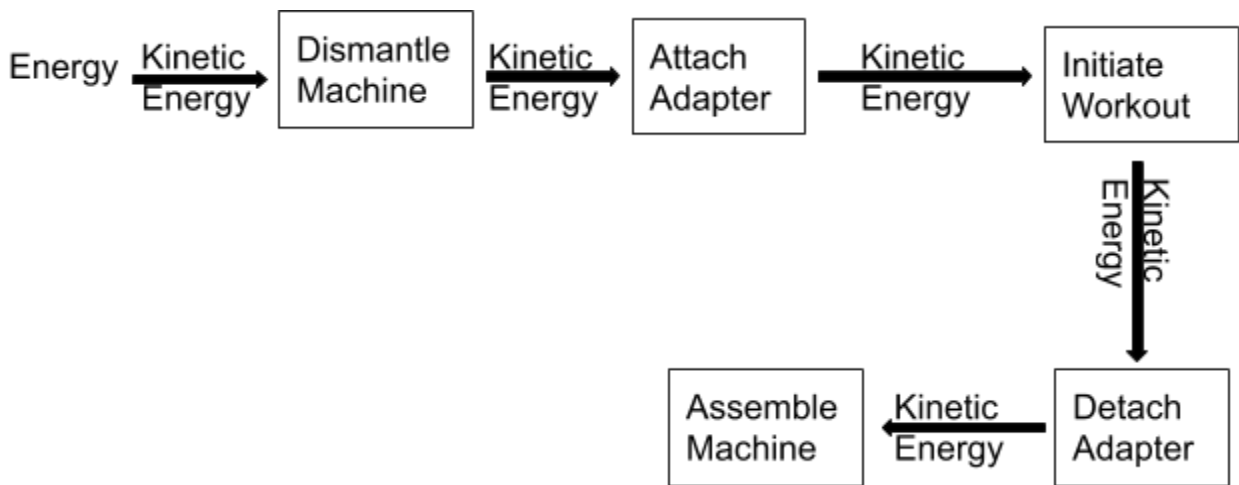 Energy
Kinetic
Energy
Dismantle
Machine
Kinetic
Energy
Attach
Adapter
Kinetic
Energy
Initiate
Workout
Kinetic
Energy
Detach
Adapter
Kinetic
Energy
Assemble
Machine